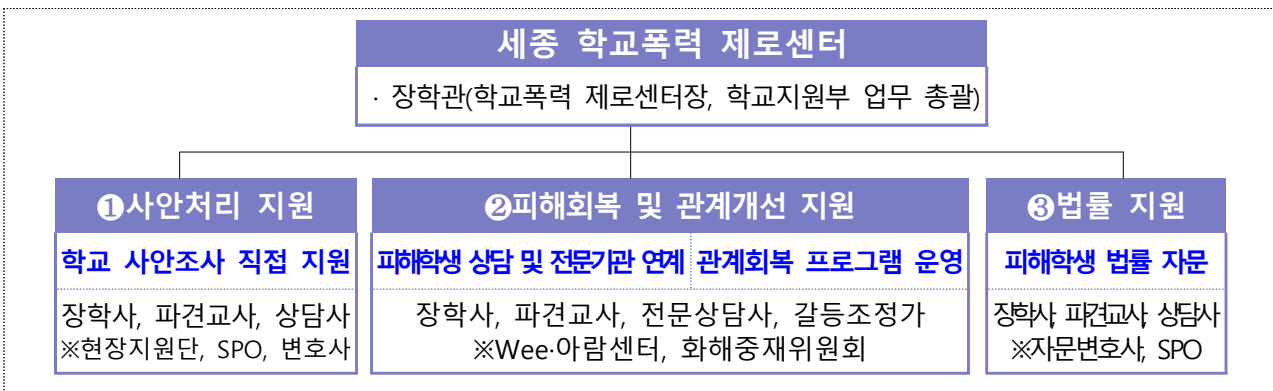 세종 학교폭력 제로센터
· 장학관(학교폭력 제로센터장, 학교지원부 업무 총괄)
❶사안처리 지원
학교 사안조사 직접 지원
장학사, 파견교사, 상담사
※현장지원단, SPO, 변호사
❷피해회복 및 관계개선 지원
피해학생 상담 및 전문기관 연계
관계회복 프로그램 운영
장학사, 파견교사, 전문상담사, 갈등조정가
※Wee·아람센터, 화해중재위원회
❸법률 지원
피해학생 법률 자문
장학사, 파견교사, 상담사
※자문변호사, SPO